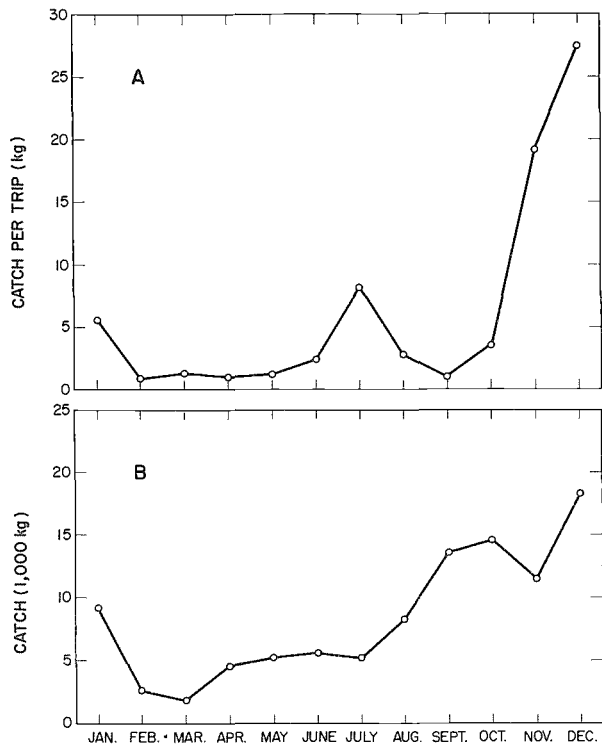 30
25
20
15
10
5
0
CATCH PER TRIP (kg)
A
25
20
15
10
5
0
CATCH (1,000 kg)
B
JAN. FEB. MAR. APR. MAY JUNE JULY AUG. SEPT. OCT. NOV. DEC.